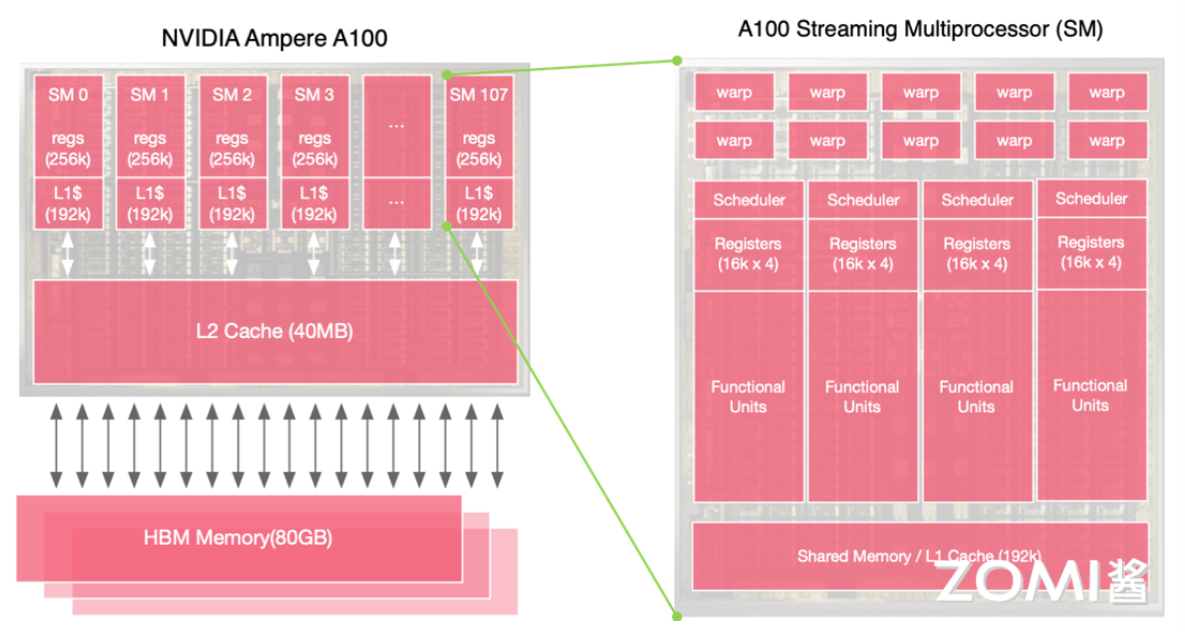 NVIDIA Ampere A100
SM 0
regs
(256k)
L1$
(192k)
SM 1
regs
(256k)
L1$
(192k)
SM 2
regs
(256k)
L1$
(192k)
SM 3
regs
(256k)
L1$
(192k)
...
...
SM 107
regs
(256k)
L1$
(192k)
L2 Cache (40MB)
HBM Memory(80GB)
A100 Streaming Multiprocessor (SM)
warp
warp
warp
warp
warp
warp
warp
warp
warp
warp
Scheduler
Registers
(16k x 4)
Functional
Units
Scheduler
Registers
(16k x 4)
Functional
Units
Scheduler
Registers
(16k x 4)
Functional
Units
Scheduler
Registers
(16k x 4)
Functional
Units
Shared Memory / L1 Cache (192k)
ZOMI酱